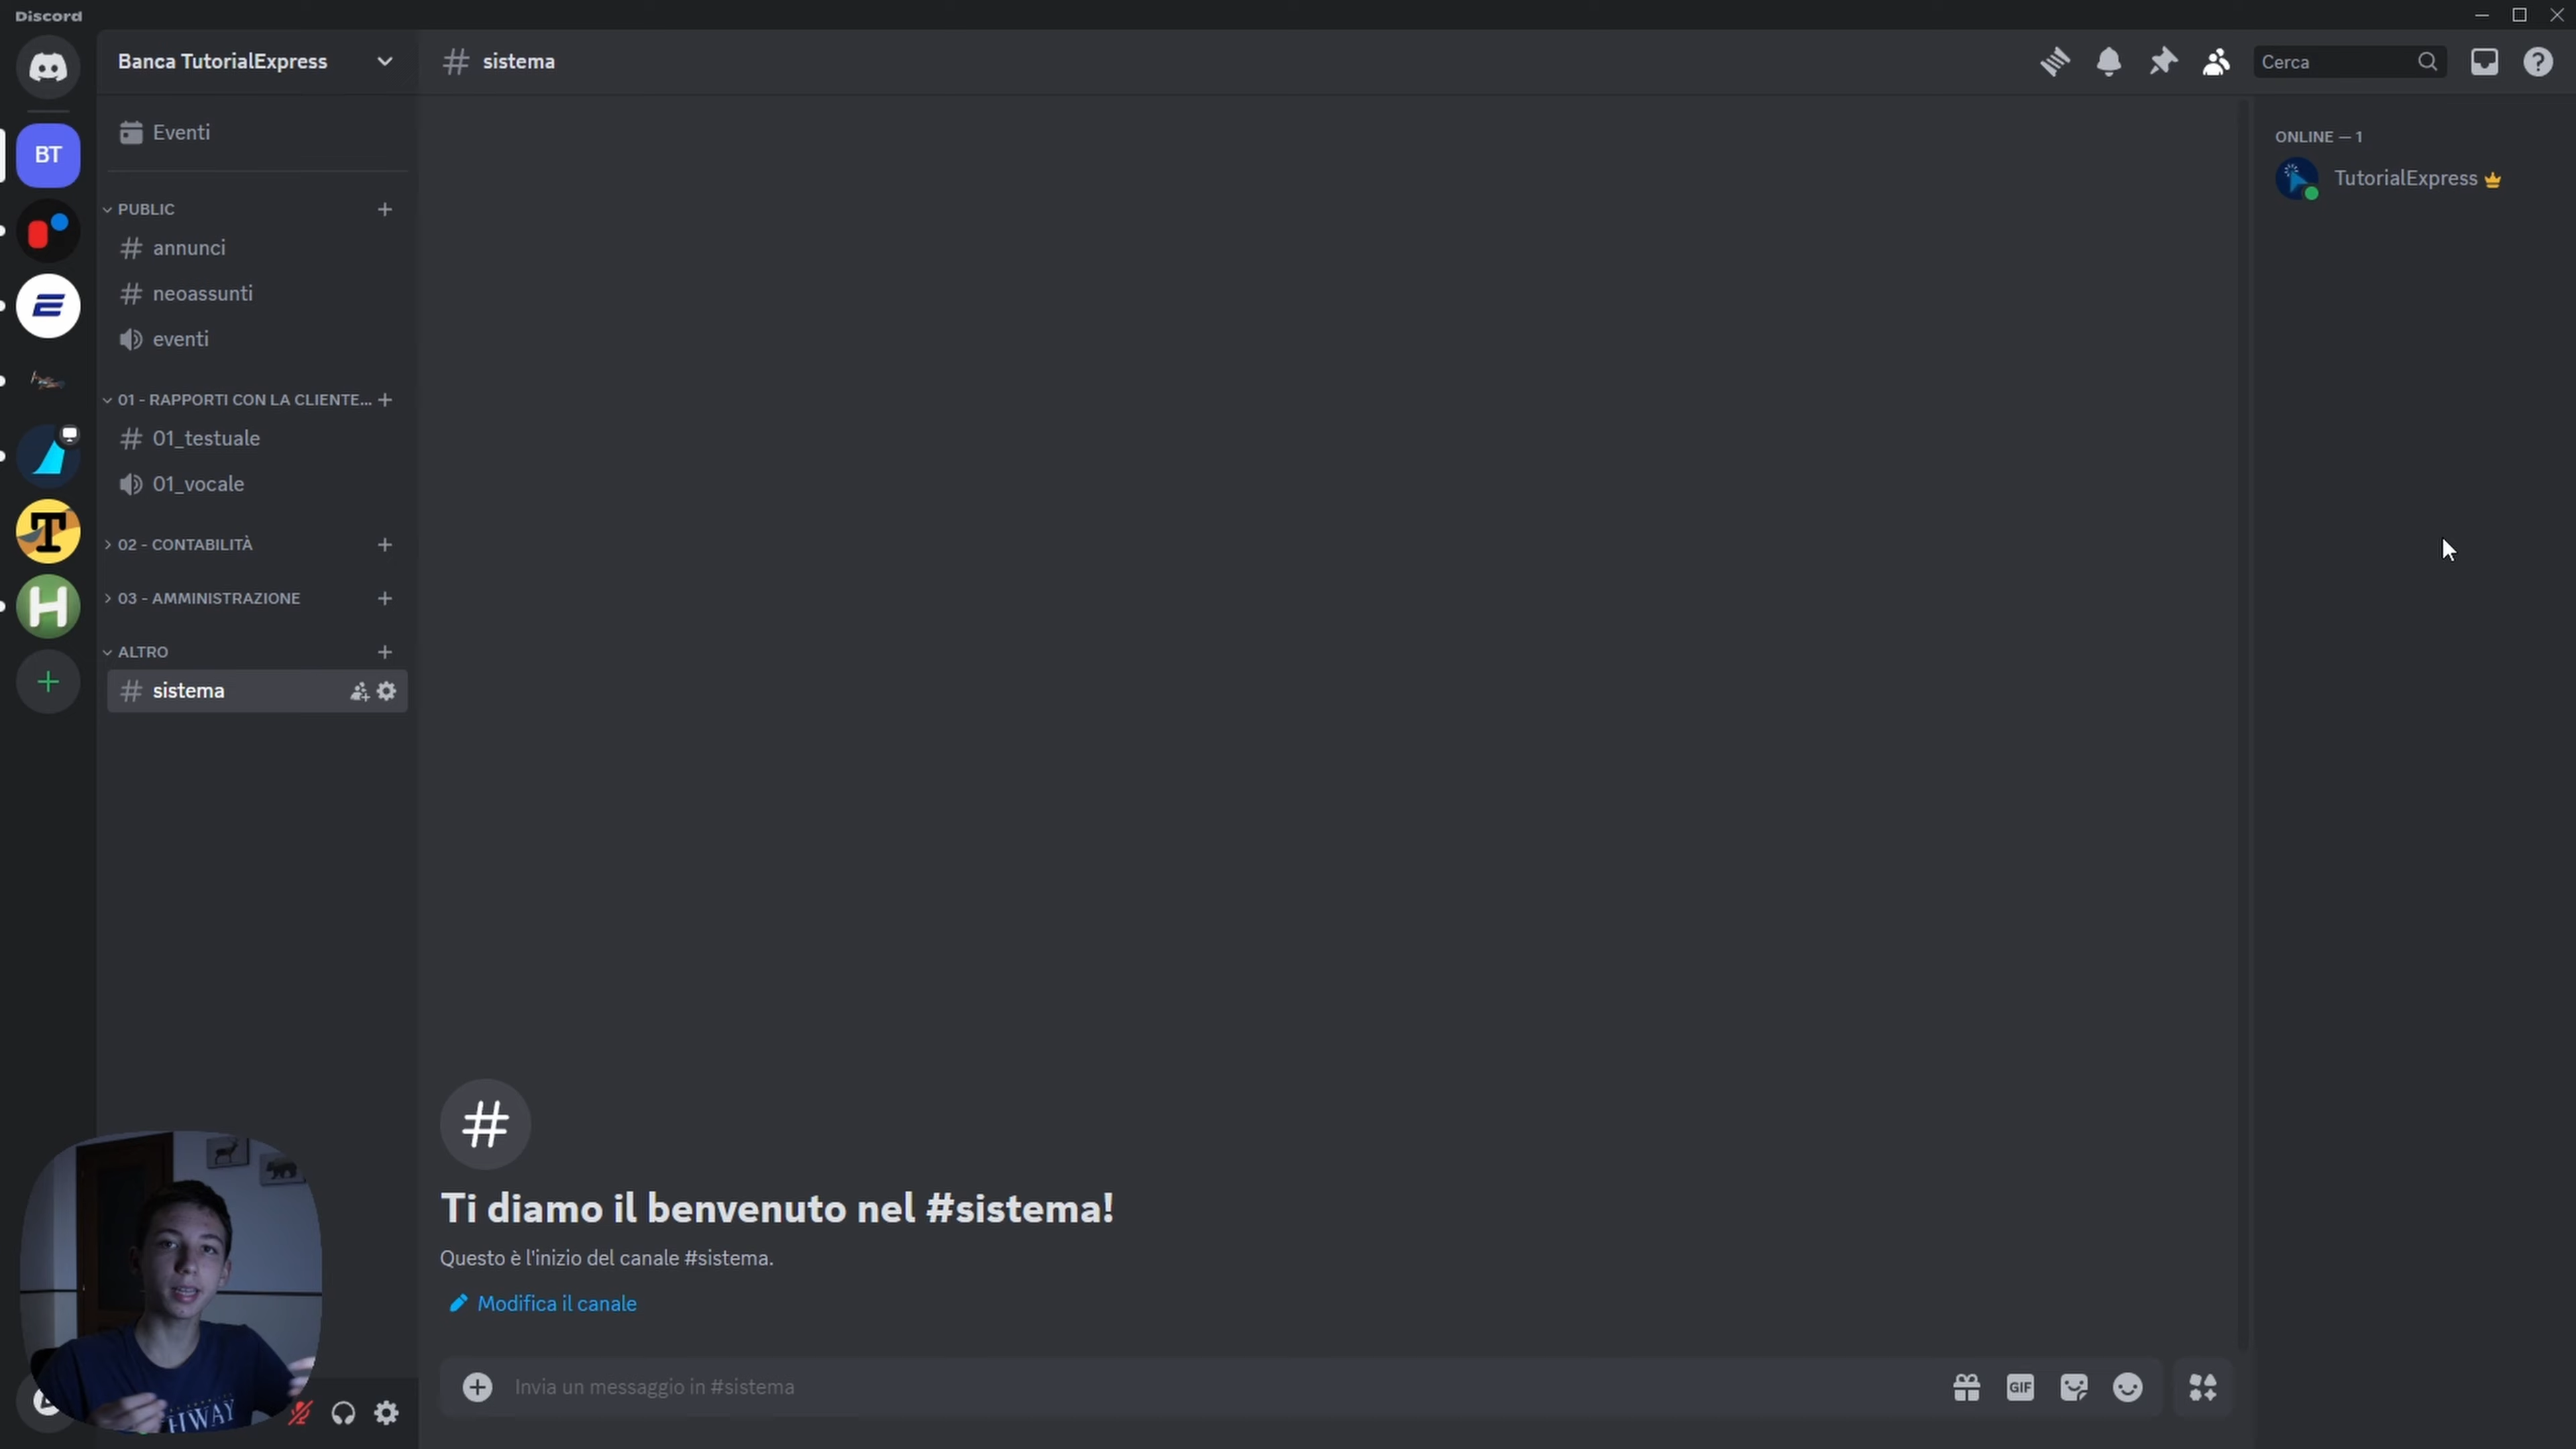 Discord
Banca TutorialExpress
sistema
Cerca
BT
Eventi
PUBLIC
annunci
neoassunti
eventi
01 - RAPPORTI CON LA CLIENTE...
01_testuale
01_vocale
02 - CONTABILITÀ
03 - AMMINISTRAZIONE
ALTRO
sistema
ONLINE — 1
TutorialExpress
T
H
Ti diamo il benvenuto nel #sistema!
Questo è l'inizio del canale #sistema.
Modifica il canale
Invia un messaggio in #sistema
GIF
HWAY